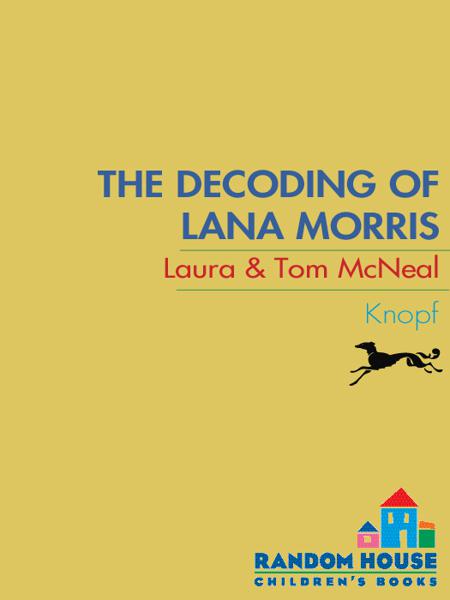 THE DECODING OF
LANA MORRIS
Laura & Tom McNeal
Knopf
RANDOM HOUSE
CHILDREN'S BOOKS